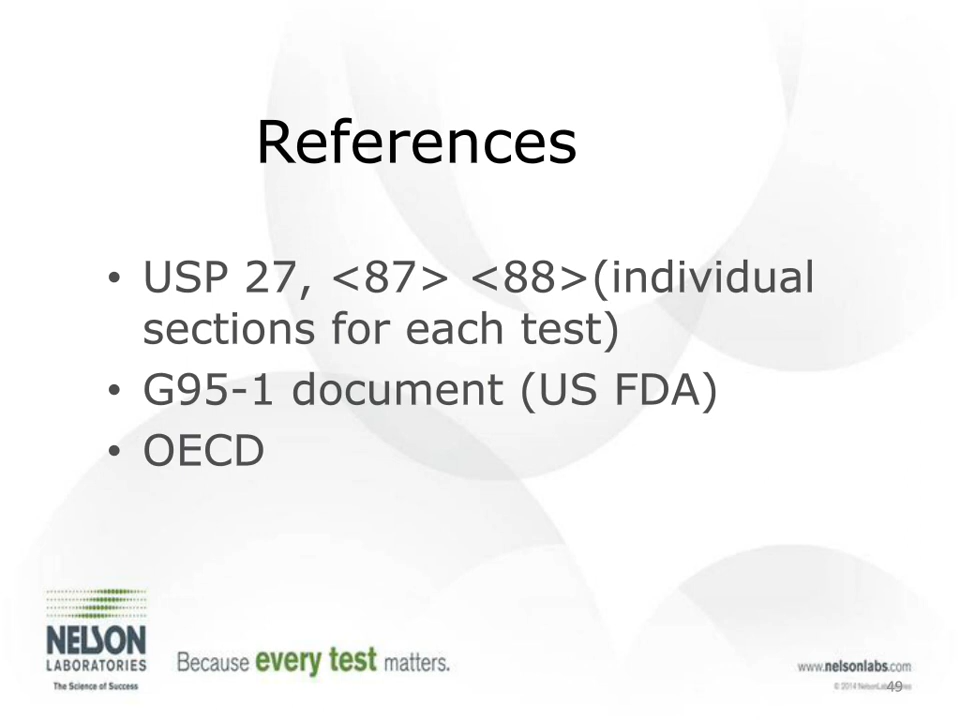 References
• USP 27, <87> <88>(individual
sections for each test)
• G95-1 document (US FDA)
• OECD
NELSON
LABORATORIES
The Science of Success
Because every test matters.
www.nelsonlabs.com
© 2014 NelsonLaboratories
49